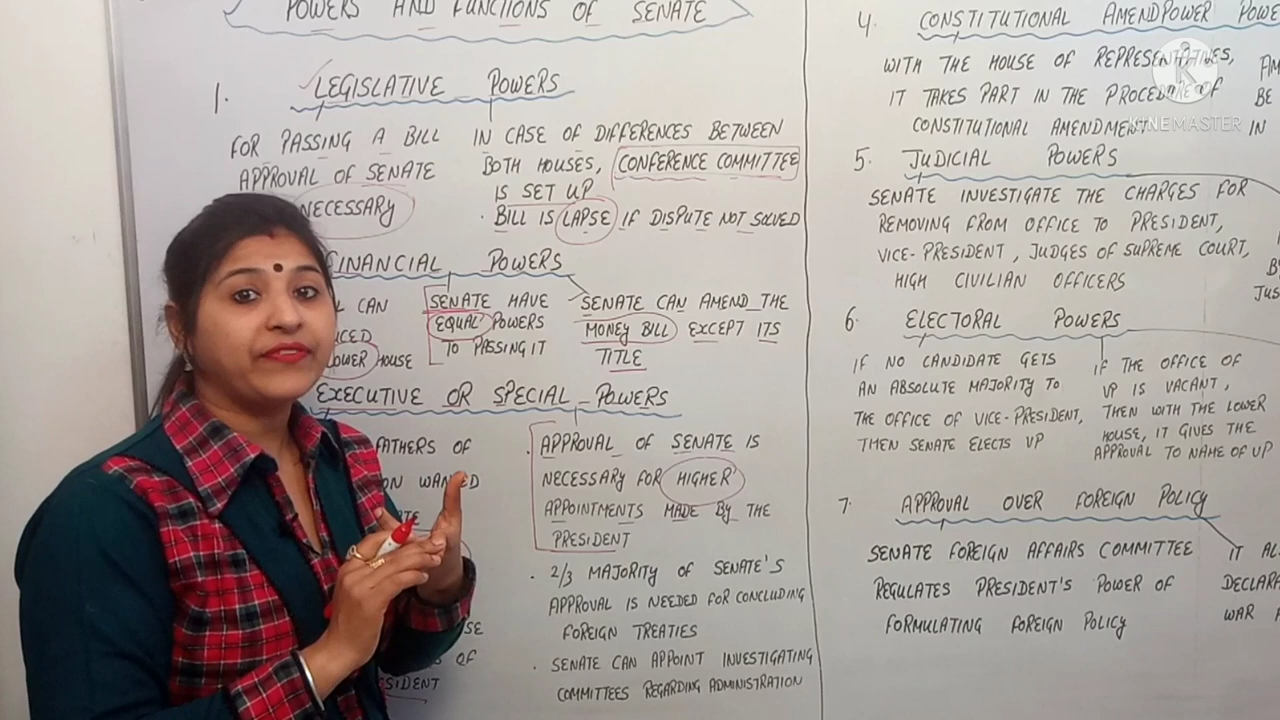 POWERS AND FUNCTIONS OF SENATE
1. LEGISLATIVE POWERS
FOR PASSING A BILL
APPROVAL OF SENATE
NECESSARY
IN CASE OF DIFFERENCES BETWEEN
BOTH HOUSES, CONFERENCE COMMITTEE
IS SET UP
. BILL IS LAPSE IF DISPUTE NOT SOLVED
FINANCIAL POWERS
CAN
HOUSE
SENATE HAVE
EQUAL POWERS
TO PASSING IT
SENATE CAN AMEND THE
MONEY BILL EXCEPT ITS
TITLE
EXECUTIVE OR SPECIAL POWERS
FATHERS OF
WANTED
. APPROVAL OF SENATE IS
NECESSARY FOR HIGHER
APPOINTMENTS MADE BY THE
PRESIDENT
. 2/3 MAJORITY OF SENATE'S
APPROVAL IS NEEDED FOR CONCLUDING
FOREIGN TREATIES
. SENATE CAN APPOINT INVESTIGATING
COMMITTEES REGARDING ADMINISTRATION
4. CONSTITUTIONAL AMENDPOWER POWE
WITH THE HOUSE OF REPRESENTATIVES,
IT TAKES PART IN THE PROCEDURE OF
CONSTITUTIONAL AMENDMENT
BE
IN
KINEMASTER
5. JUDICIAL POWERS
SENATE INVESTIGATE THE CHARGES FOR
REMOVING FROM OFFICE TO PRESIDENT,
VICE-PRESIDENT, JUDGES OF SUPREME COURT,
HIGH CIVILIAN OFFICERS
6. ELECTORAL POWERS
IF NO CANDIDATE GETS
AN ABSOLUTE MAJORITY TO
THE OFFICE OF VICE-PRESIDENT,
THEN SENATE ELECTS VP
IF THE OFFICE OF
VP IS VACANT,
THEN WITH THE LOWER
HOUSE, IT GIVES THE
APPROVAL TO NAME OF VP
7. APPROVAL OVER FOREIGN POLICY
SENATE FOREIGN AFFAIRS COMMITTEE
REGULATES PRESIDENT'S POWER OF
FORMULATING FOREIGN POLICY
IT
WAR